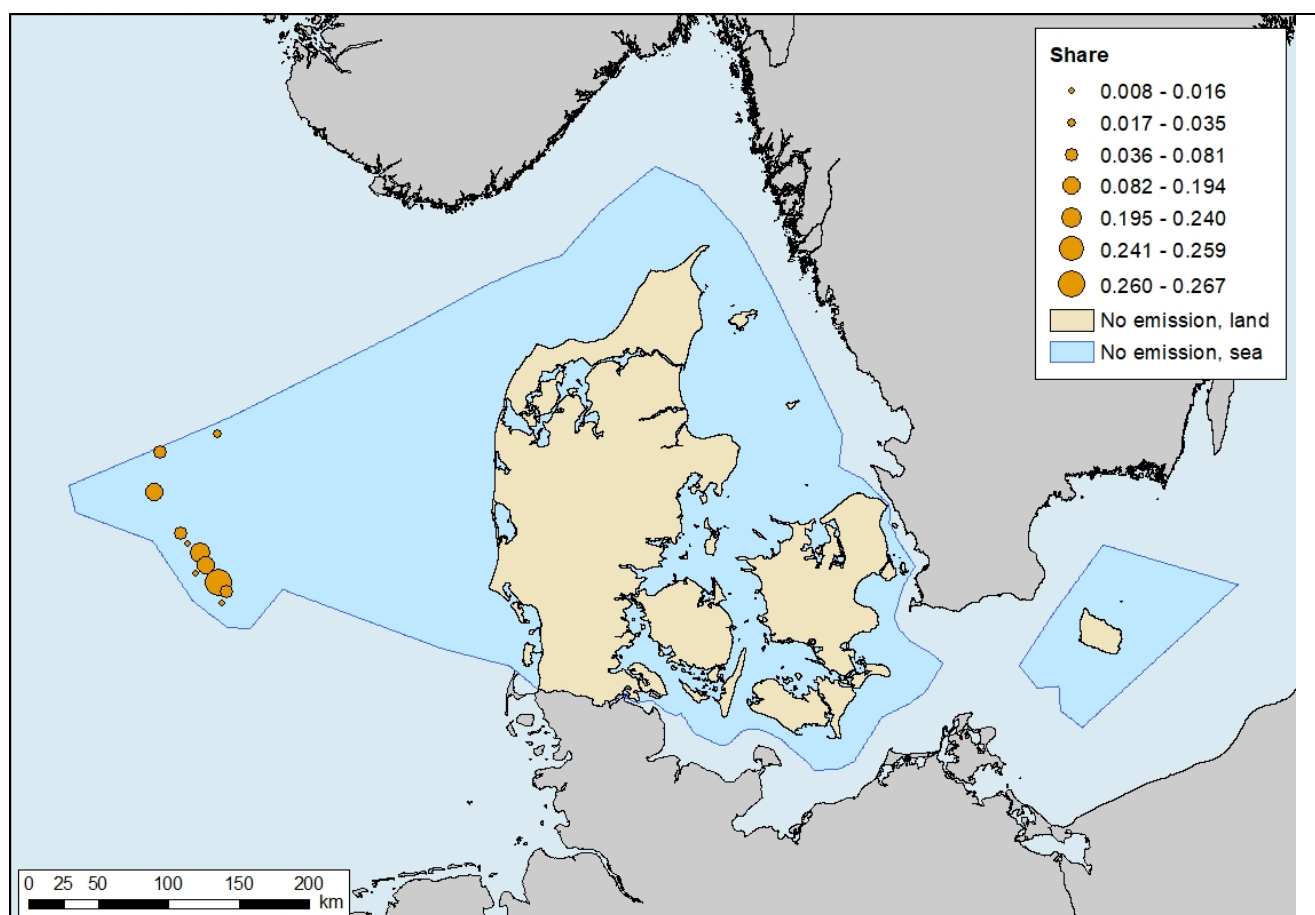 Share
0.008 - 0.016
0.017 - 0.035
0.036 - 0.081
0.082 - 0.194
0.195 - 0.240
0.241 - 0.259
0.260 - 0.267
No emission, land
No emission, sea
0 25 50 100 150 200
km